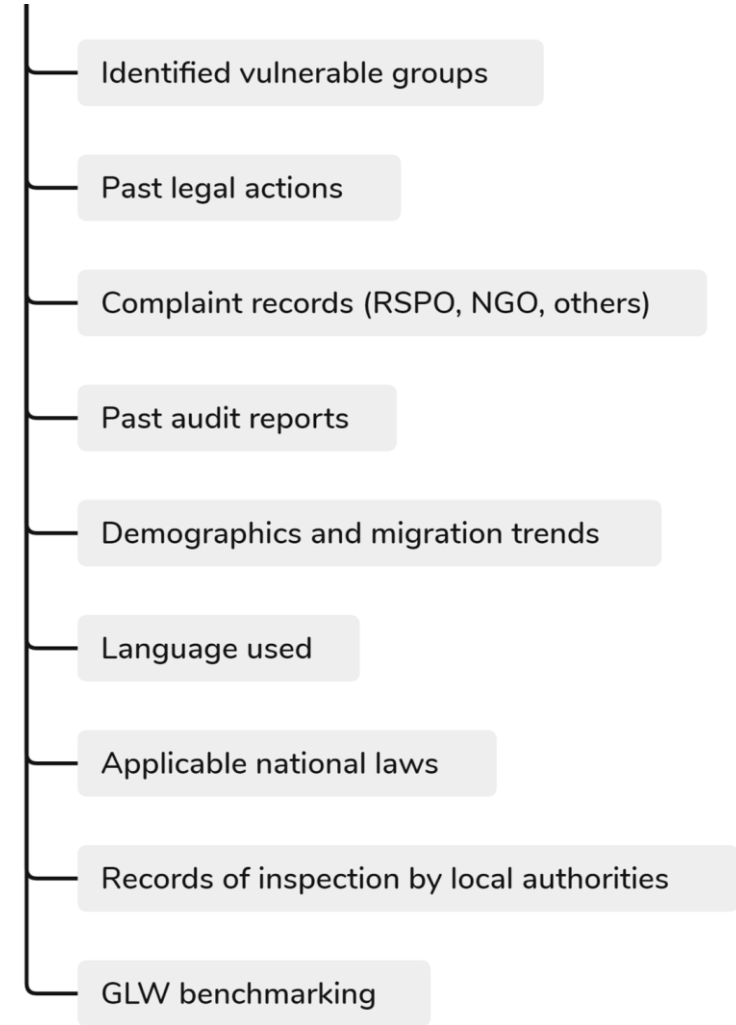 Identified vulnerable groups
Past legal actions
Complaint records (RSPO, NGO, others)
Past audit reports
Demographics and migration trends
Language used
Applicable national laws
Records of inspection by local authorities
GLW benchmarking